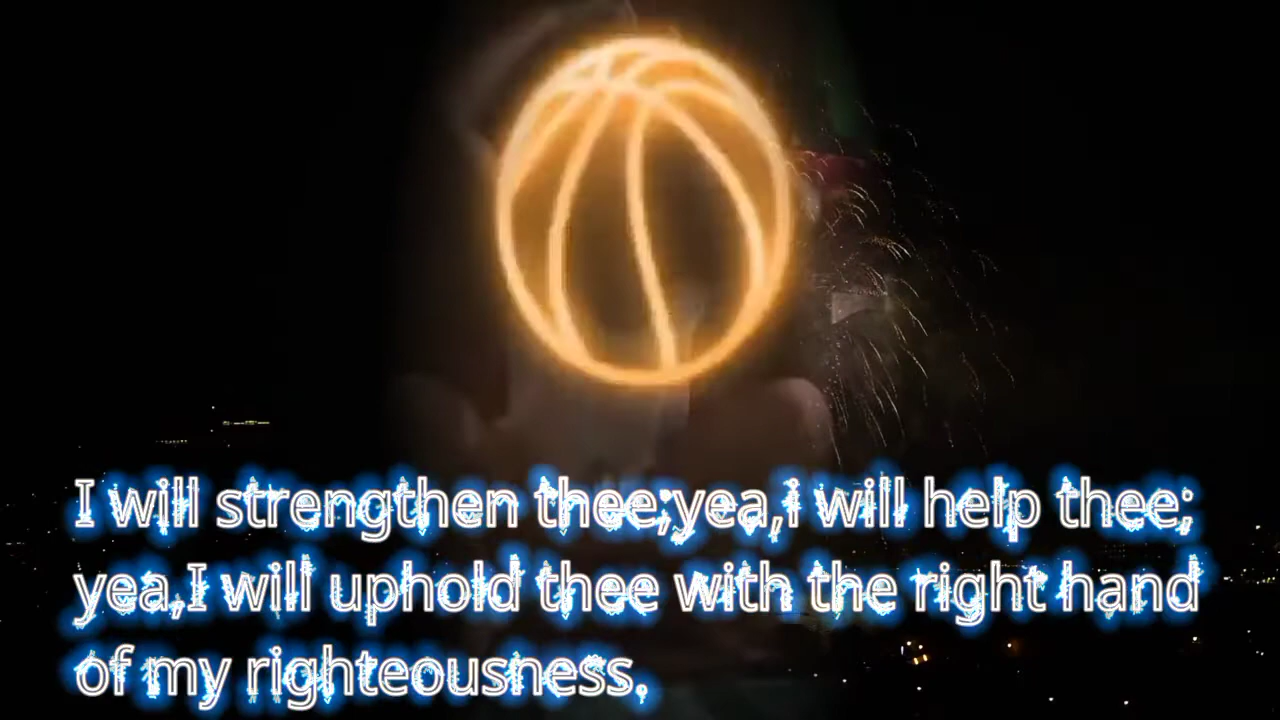 I will strengthen thee;yea,i will help thee;
yea,I will uphold thee with the right hand
of my righteousness.